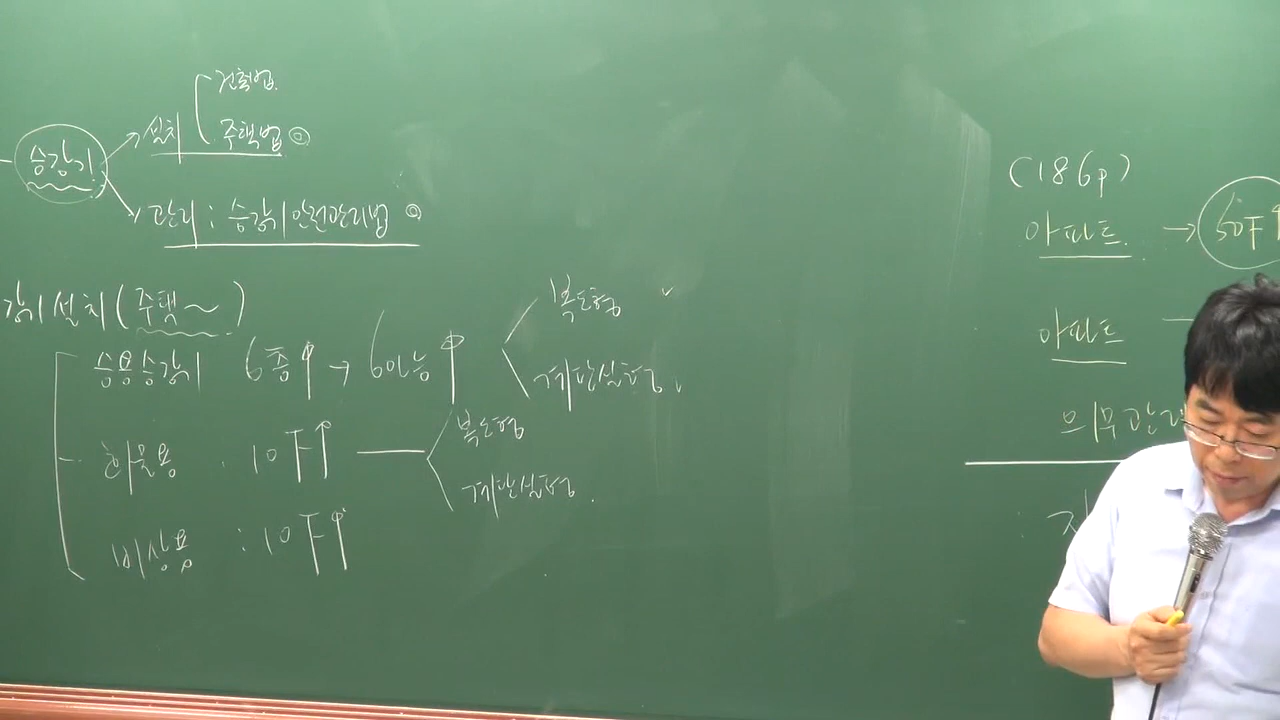 건축법
승강기 설치 주택법 ◎
관리 : 승강기안전관리법 ◎
강기설치(주택~)
승용승강기 6층↑ → 6인승↑ 복도형
계단실형
화물용 : 10F↑ 복도형
계단실형
비상용 : 10F↑
(186p)
아파트 → 50F↑
아파트
의무관리